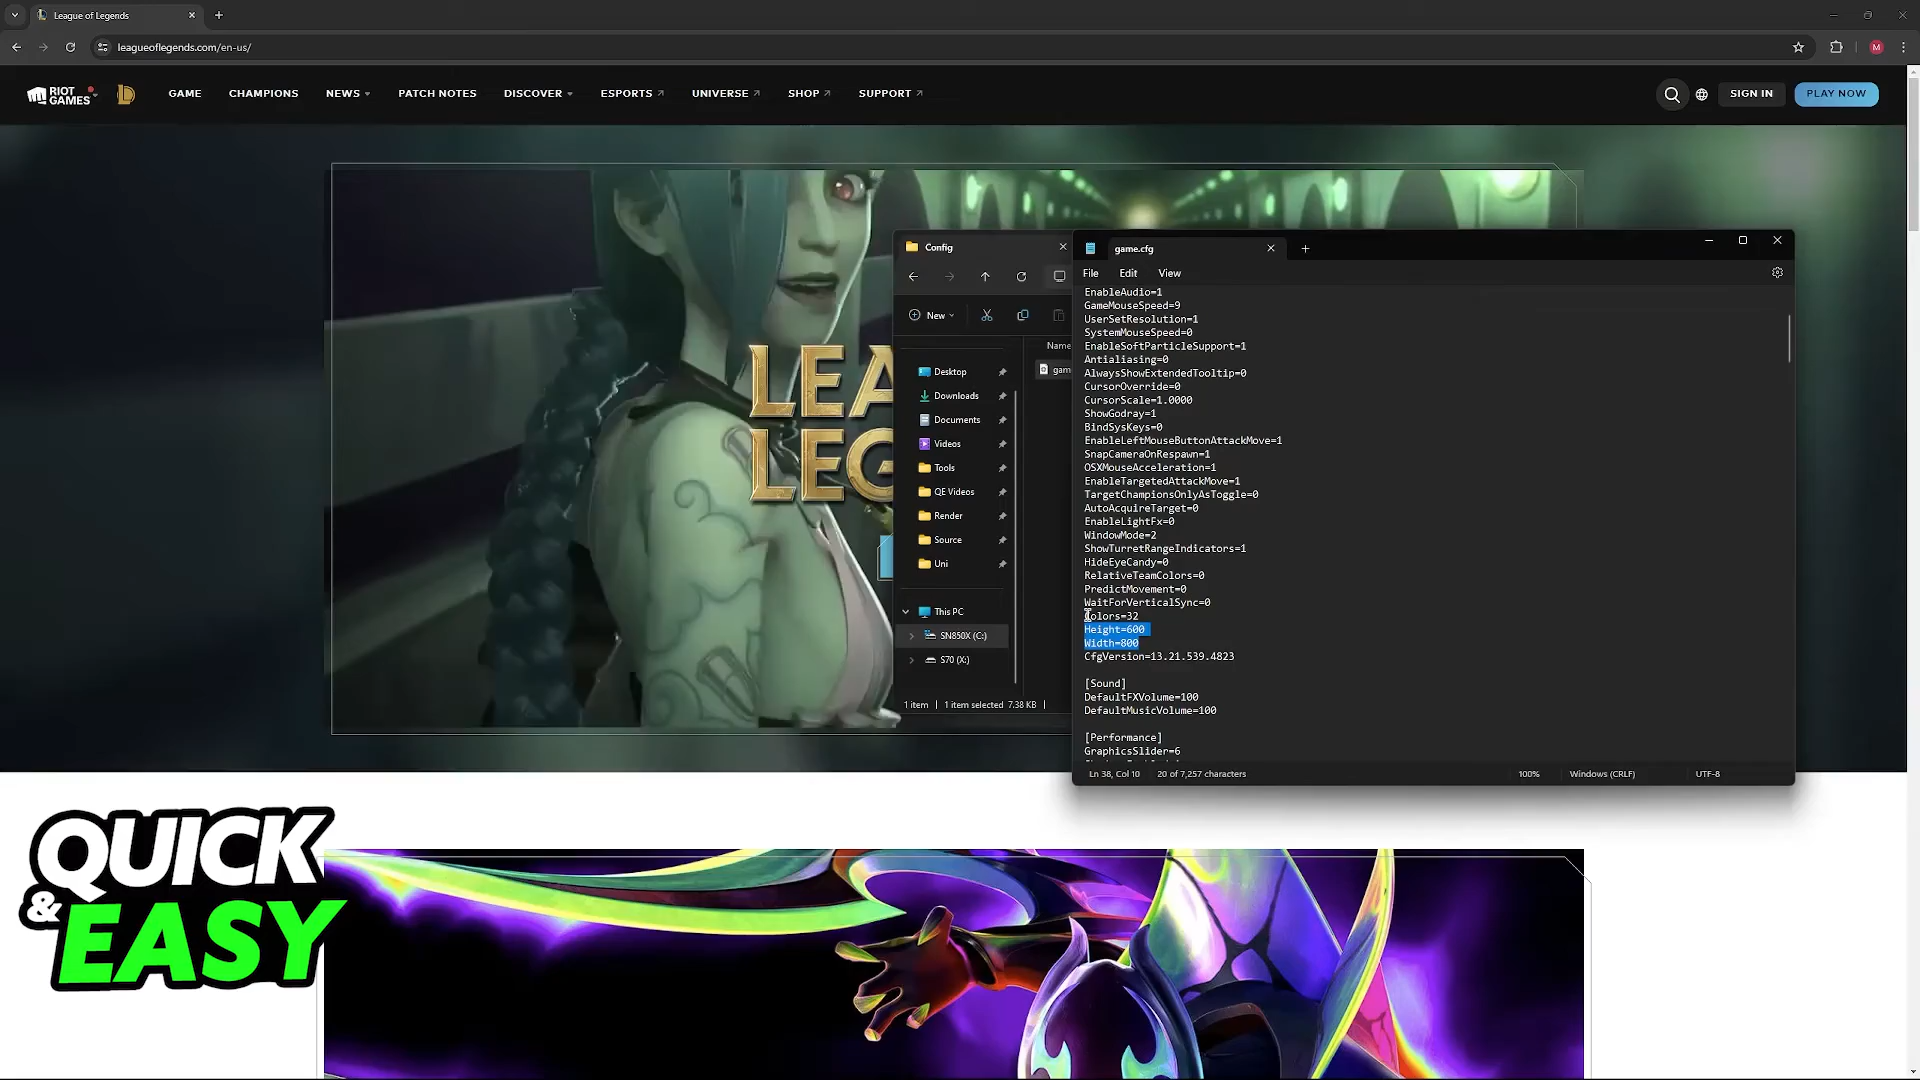 League of Legends
leagueoflegends.com/en-us/
M
RIOT GAMES
GAME
CHAMPIONS
NEWS
PATCH NOTES
DISCOVER
ESPORTS
UNIVERSE
SHOP
SUPPORT
SIGN IN
PLAY NOW
LEA
LEG
Config
New
Name
gam
Desktop
Downloads
Documents
Videos
Tools
QE Videos
Render
Source
Uni
This PC
SN850X (C:)
S70 (X:)
1 item
1 item selected 7.38 KB
game.cfg
File
Edit
View
EnableAudio=1
GameMouseSpeed=9
UserSetResolution=1
SystemMouseSpeed=0
EnableSoftParticleSupport=1
Antialiasing=0
AlwaysShowExtendedTooltip=0
CursorOverride=0
CursorScale=1.0000
ShowGodray=1
BindSysKeys=0
EnableLeftMouseButtonAttackMove=1
SnapCameraOnRespawn=1
OSXMouseAcceleration=1
EnableTargetedAttackMove=1
TargetChampionsOnlyAsToggle=0
AutoAcquireTarget=0
EnableLightFx=0
WindowMode=2
ShowTurretRangeIndicators=1
HideEyeCandy=0
RelativeTeamColors=0
PredictMovement=0
WaitForVerticalSync=0
Colors=32
Height=600
Width=800
CfgVersion=13.21.539.4823
[Sound]
DefaultFXVolume=100
DefaultMusicVolume=100
[Performance]
GraphicsSlider=6
Ln 38, Col 10
20 of 7,257 characters
100%
Windows (CRLF)
UTF-8
QUICK
& EASY